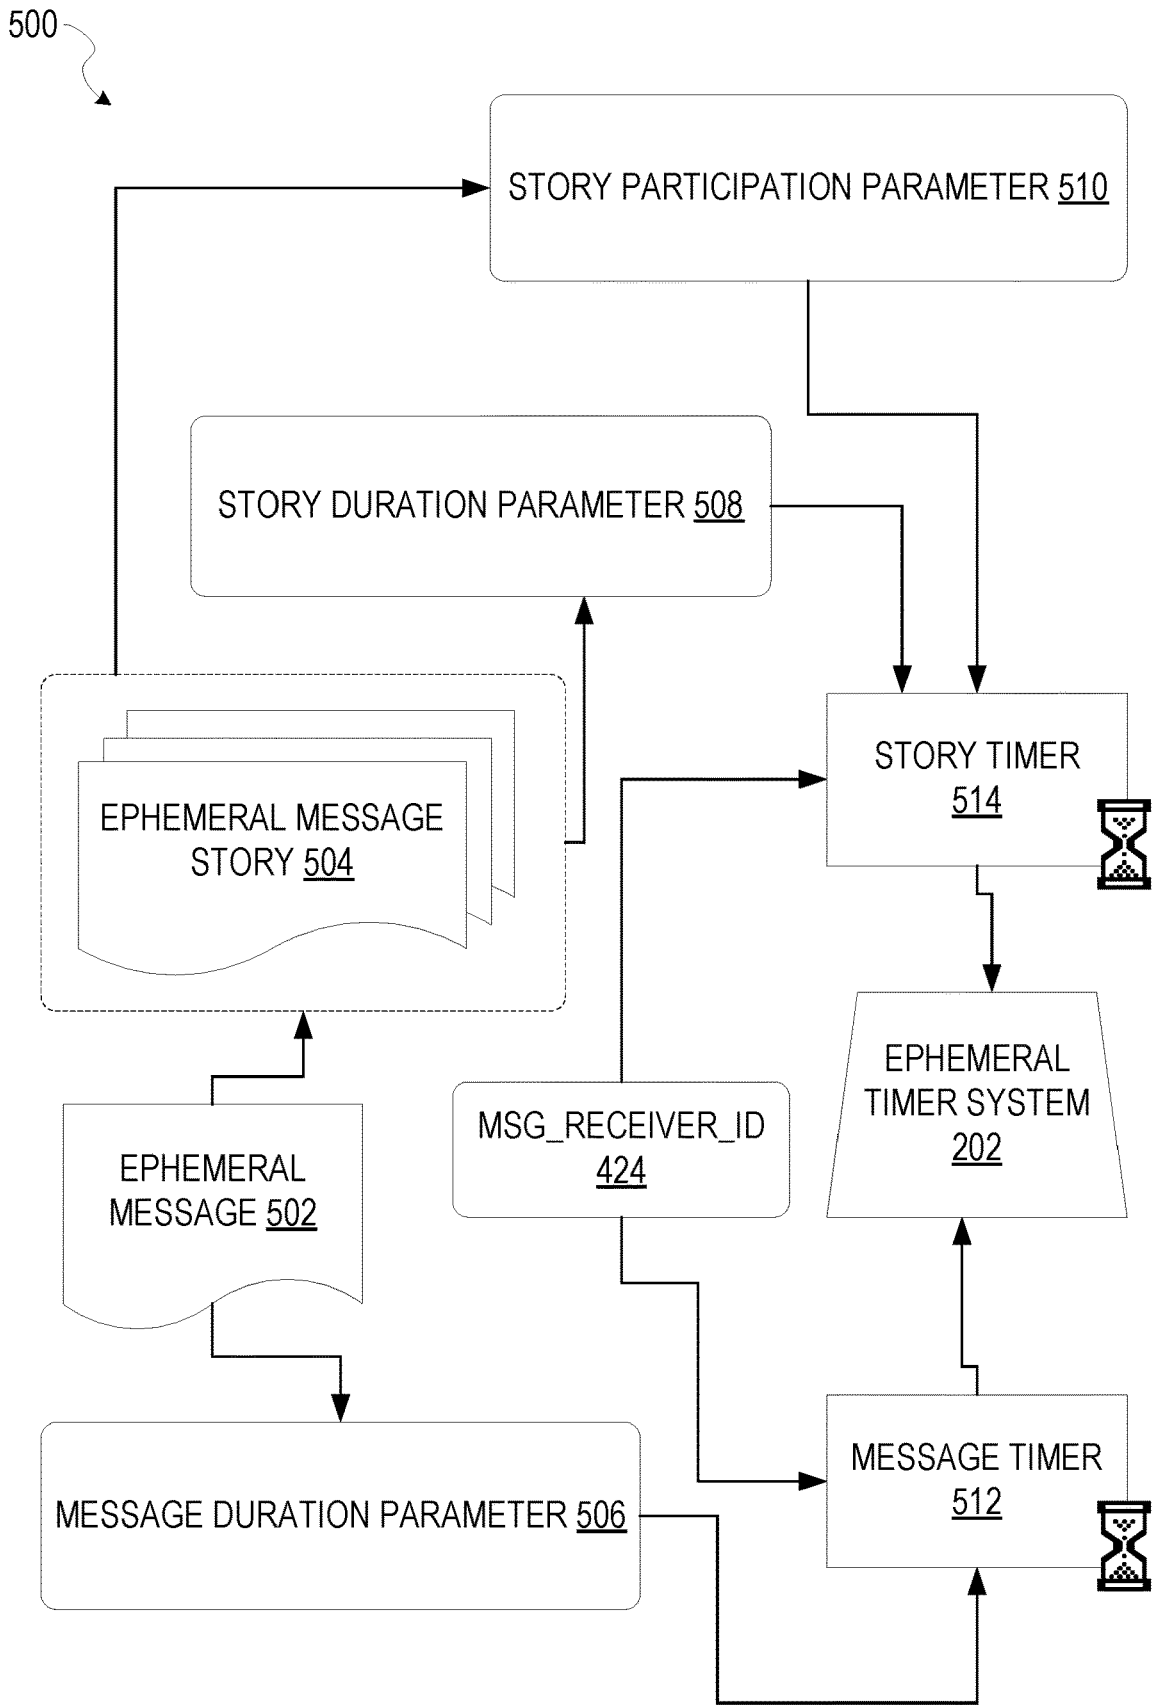 500
STORY PARTICIPATION PARAMETER 510
STORY DURATION PARAMETER 508
STORY TIMER
514
EPHEMERAL MESSAGE
STORY 504
EPHEMERAL
TIMER SYSTEM
202
MSG_RECEIVER_ID
424
EPHEMERAL
MESSAGE 502
MESSAGE TIMER
512
MESSAGE DURATION PARAMETER 506